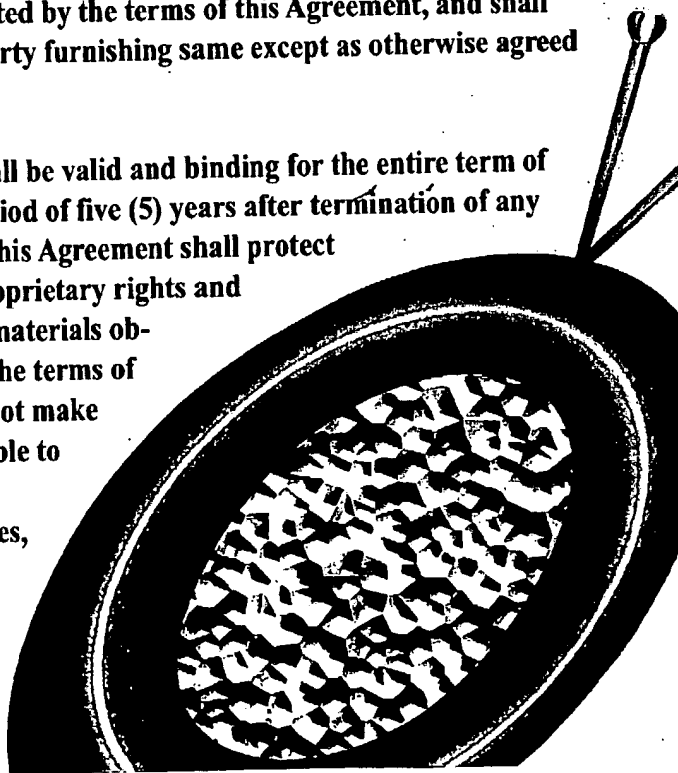 ted by the terms of this Agreement, and shall
rty furnishing same except as otherwise agreed
ll be valid and binding for the entire term of
iod of five (5) years after termination of any
his Agreement shall protect
oprietary rights and
materials ob-
he terms of
ot make
ble to
es,